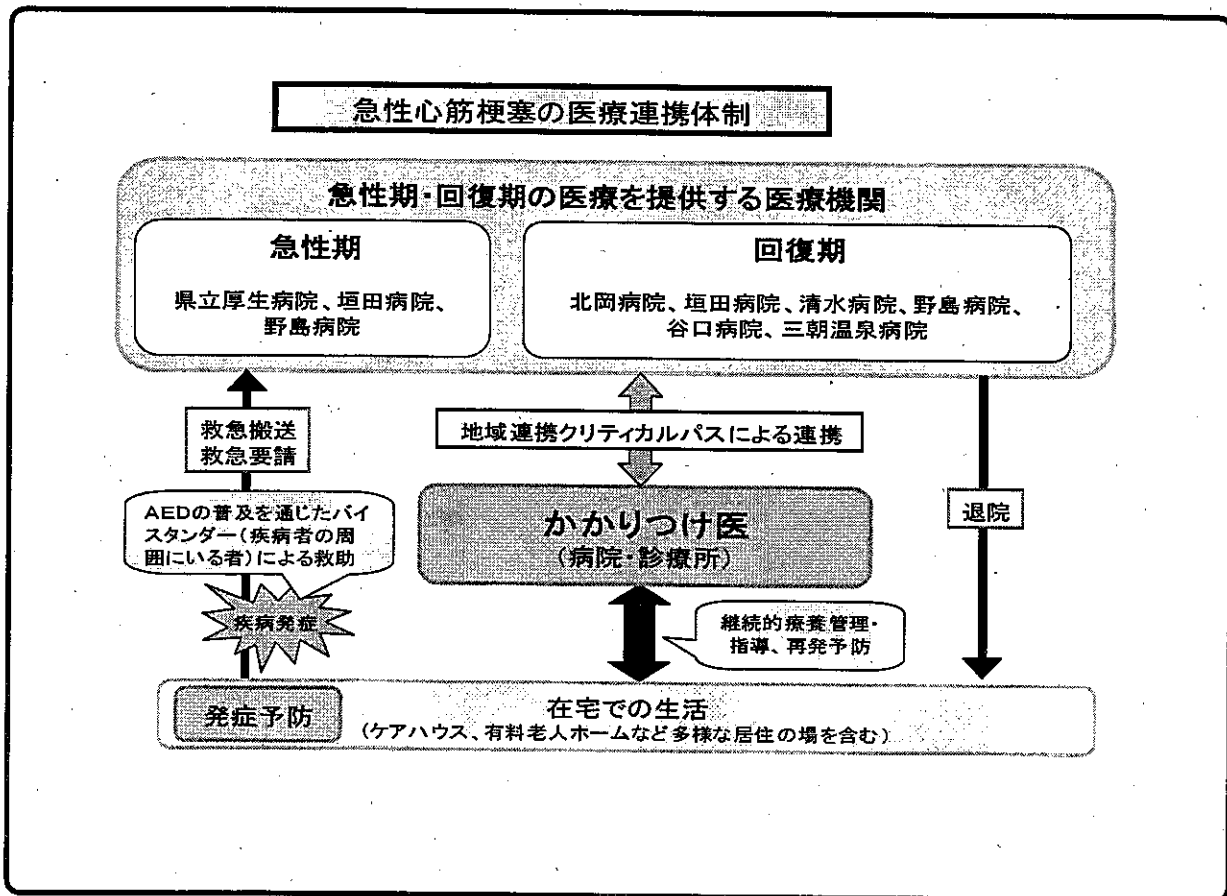 急性心筋梗塞の医療連携体制
急性期・回復期の医療を提供する医療機関
急性期
県立厚生病院、垣田病院、
野島病院
回復期
北岡病院、垣田病院、清水病院、野島病院、
谷口病院、三朝温泉病院
救急搬送
救急要請
地域連携クリティカルパスによる連携
AEDの普及を通じたバイ
スタンダー(疾病者の周
囲にいる者)による救助
かかりつけ医
(病院・診療所)
退院
疾病発症
継続的療養管理・
指導、再発予防
発症予防
在宅での生活
(ケアハウス、有料老人ホームなど多様な居住の場を含む)